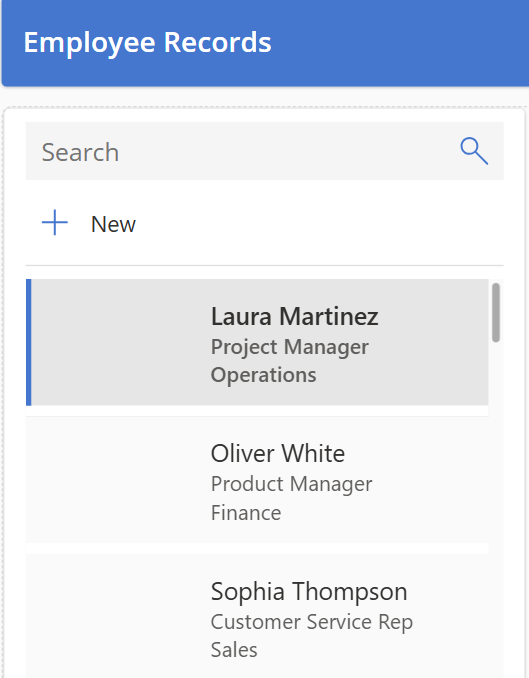 Employee Records
Search
New
Laura Martinez
Project Manager
Operations
Oliver White
Product Manager
Finance
Sophia Thompson
Customer Service Rep
Sales